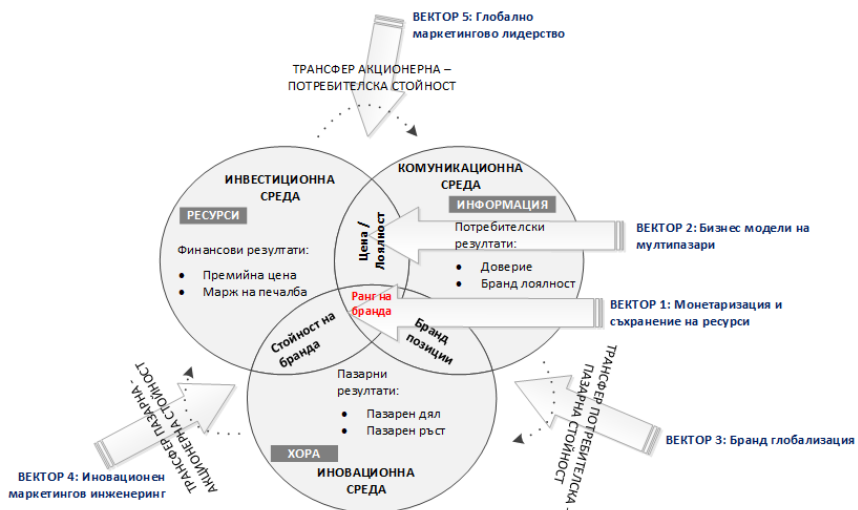 ВЕКТОР 5: Глобално
маркетингово лидерство
ТРАНСФЕР АКЦИОНЕРНА –
ПОТРЕБИТЕЛСКА СТОЙНОСТ
ИНВЕСТИЦИОННА
СРЕДА
РЕСУРСИ
Финансови резултати:
● Премийна цена
● Марж на печалба
КОМУНИКАЦИОННА
СРЕДА
ИНФОРМАЦИЯ
Потребителски
резултати:
● Доверие
● Бранд лоялност
Цена /
Лоялност
Ранг на
бранда
Стойност на
бранда
Бранд
позиции
ВЕКТОР 2: Бизнес модели на
мултипазари
ВЕКТОР 1: Монетаризация и
съхранение на ресурси
Пазарни
резултати:
● Пазарен дял
● Пазарен ръст
ХОРА
ИНОВАЦИОННА
СРЕДА
ТРАНСФЕР ПОТРЕБИТЕЛСКА -
ПАЗАРНА СТОЙНОСТ
ВЕКТОР 3: Бранд глобализация
ТРАНСФЕР ПАЗАРНА -
АКЦИОНЕРНА СТОЙНОСТ
ВЕКТОР 4: Иновационен
маркетингов инженеринг